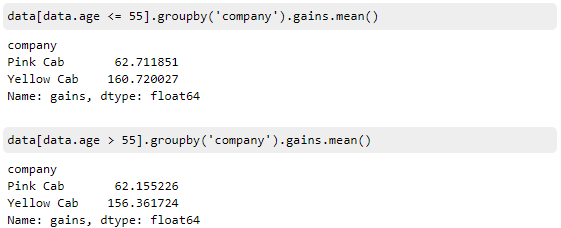 data[data.age <= 55].groupby('company').gains.mean()
company
Pink Cab       62.711851
Yellow Cab    160.720027
Name: gains, dtype: float64
data[data.age > 55].groupby('company').gains.mean()
company
Pink Cab       62.155226
Yellow Cab    156.361724
Name: gains, dtype: float64